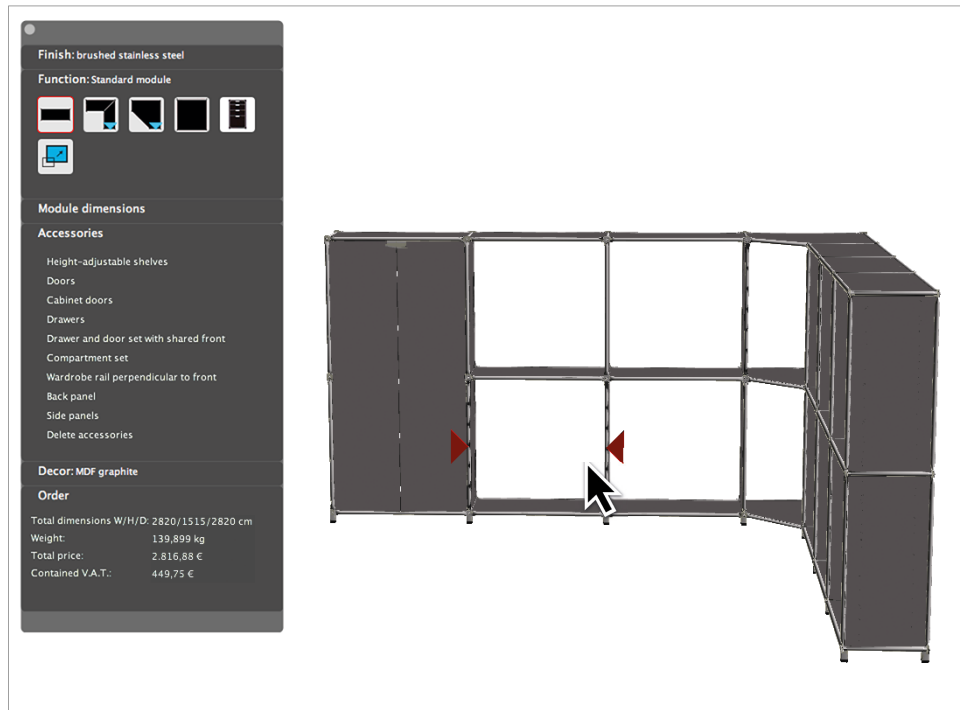 Finish: brushed stainless steel
Function: Standard module
Module dimensions
Accessories
Height-adjustable shelves
Doors
Cabinet doors
Drawers
Drawer and door set with shared front
Compartment set
Wardrobe rail perpendicular to front
Back panel
Side panels
Delete accessories
Decor: MDF graphite
Order
Total dimensions W/H/D: 2820/1515/2820 cm
Weight: 139,899 kg
Total price: 2.816,88 €
Contained V.A.T.: 449,75 €